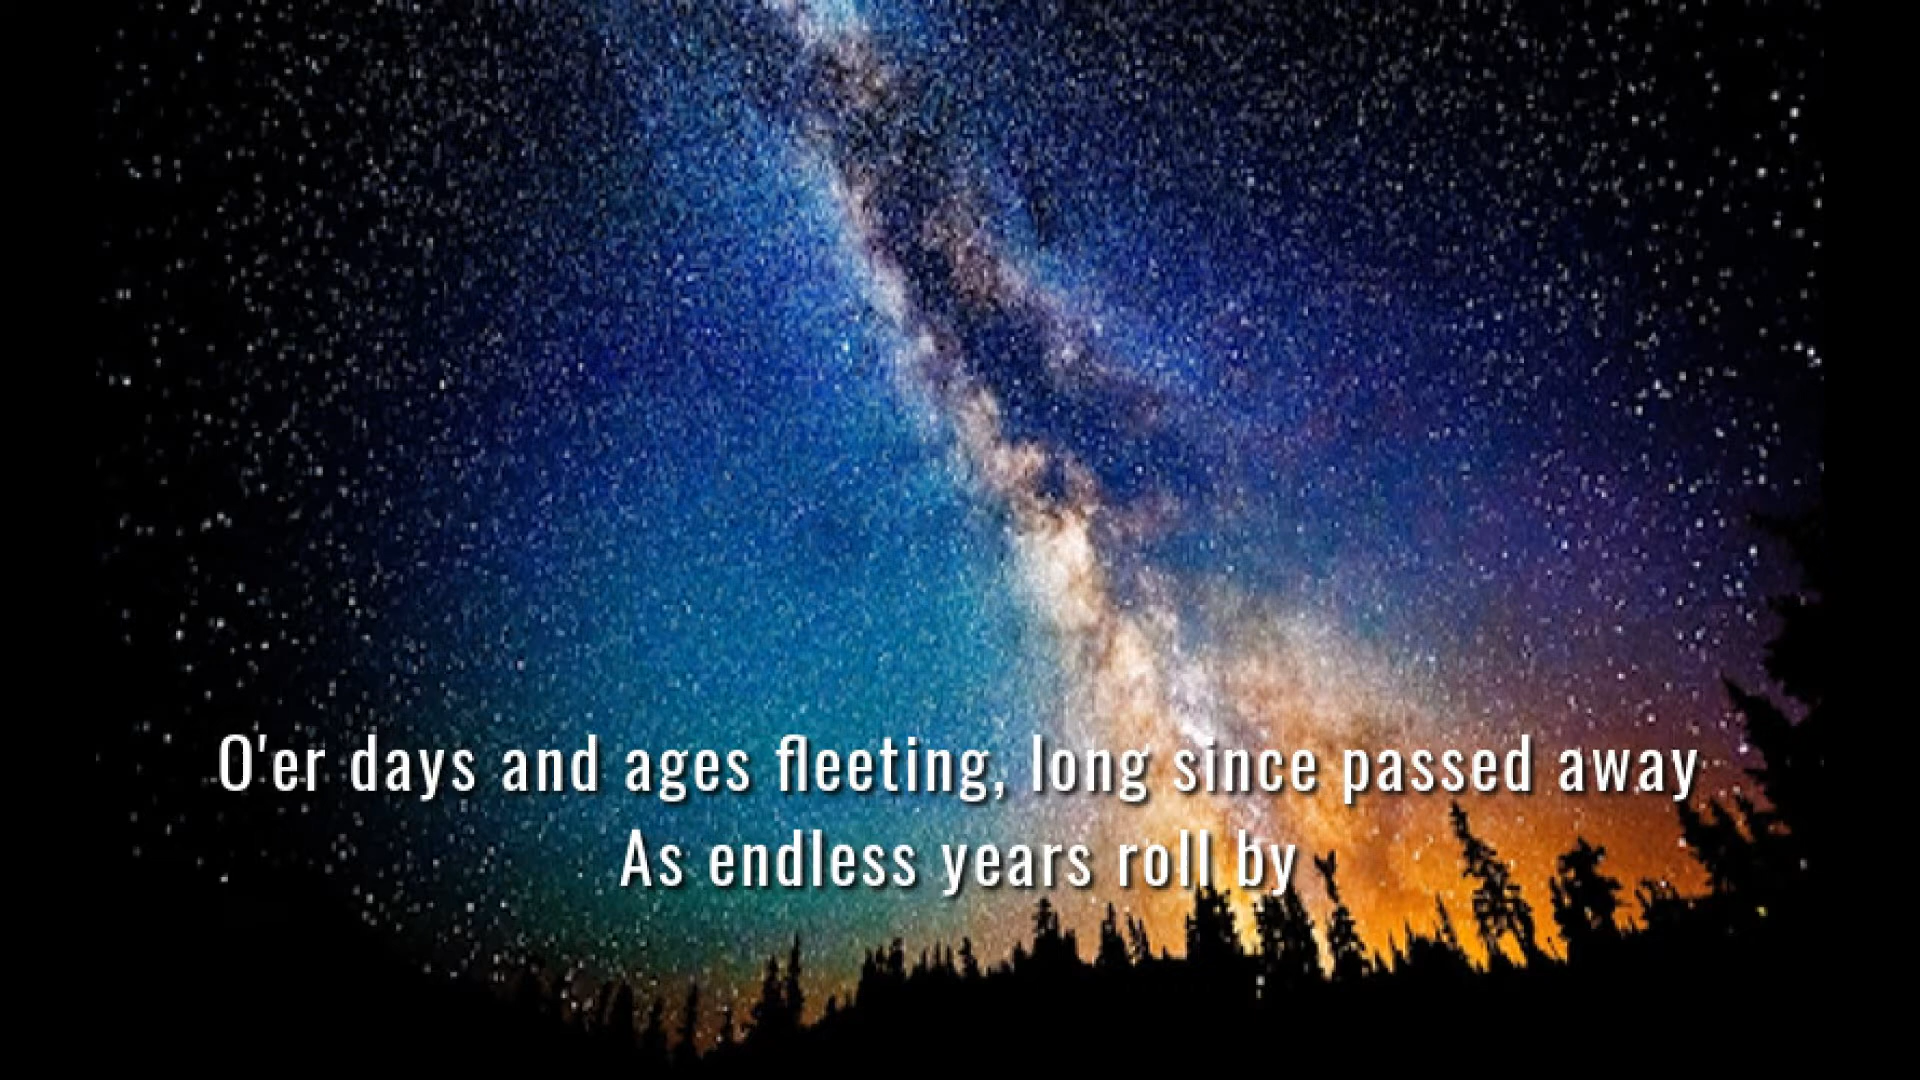 O'er days and ages fleeting, long since passed away
As endless years roll by